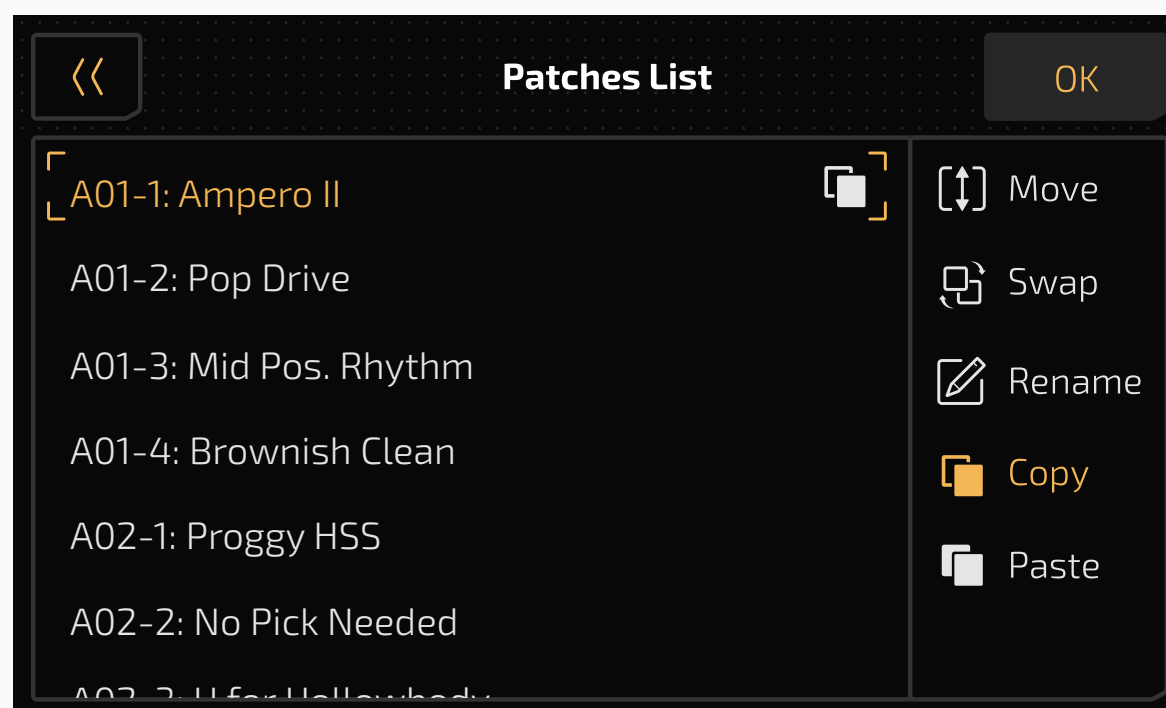 Patches List
OK
A01-1: Ampero II
A01-2: Pop Drive
A01-3: Mid Pos. Rhythm
A01-4: Brownish Clean
A02-1: Proggy HSS
A02-2: No Pick Needed
Move
Swap
Rename
Copy
Paste